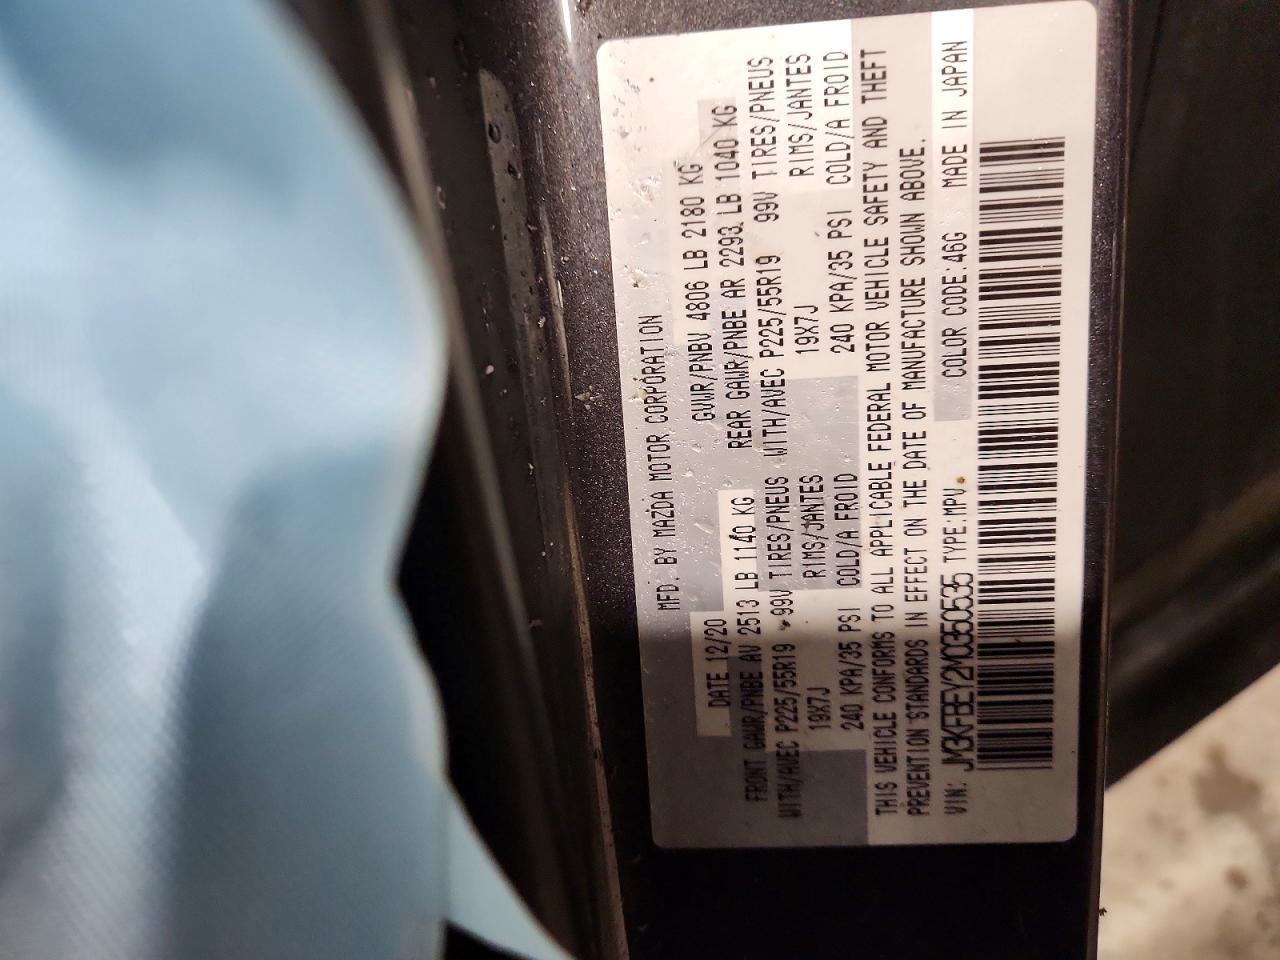 MFD. BY MAZDA MOTOR CORPORATION
DATE 12/20 GVWR/PNBV 4806 LB 2180 KG
FRONT GAWR/PNBE AV 2513 LB 1140 KG REAR GAWR/PNBE AR 2293 LB 1040 KG
WITH/AVEC P225/55R19 99V TIRES/PNEUS WITH/AVEC P225/55R19 99V TIRES/PNEUS
19X7J RIMS/JANTES 19X7J RIMS/JANTES
240 KPA/35 PSI COLD/A FROID 240 KPA/35 PSI COLD/A FROID
THIS VEHICLE CONFORMS TO ALL APPLICABLE FEDERAL MOTOR VEHICLE SAFETY AND THEFT
PREVENTION STANDARDS IN EFFECT ON THE DATE OF MANUFACTURE SHOWN ABOVE.
VIN: JM3KFBEY2M0350535 TYPE:MPV. COLOR CODE:46G MADE IN JAPAN